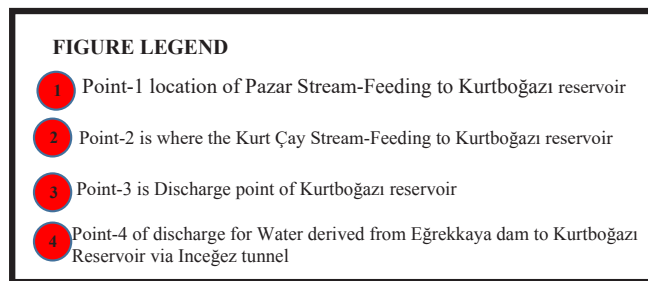 FIGURE LEGEND
1 Point-1 location of Pazar Stream-Feeding to Kurtboğazı reservoir
2 Point-2 is where the Kurt Çay Stream-Feeding to Kurtboğazı reservoir
3 Point-3 is Discharge point of Kurtboğazı reservoir
4 Point-4 of discharge for Water derived from Eğrekkaya dam to Kurtboğazı
Reservoir via Inceğez tunnel